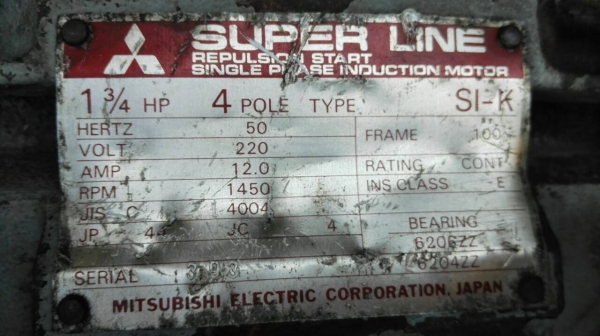 SUPER LINE
REPULSION START
SINGLE PHASE INDUCTION MOTOR
1 3/4 HP 4 POLE TYPE SI-K
HERTZ 50
VOLT 220
AMP 12.0
RPM 1450
JIS C 4004
JP 4 JC 4
FRAME 100
RATING CONT
INS CLASS E
BEARING
6206ZZ
6204ZZ
SERIAL
MITSUBISHI ELECTRIC CORPORATION, JAPAN